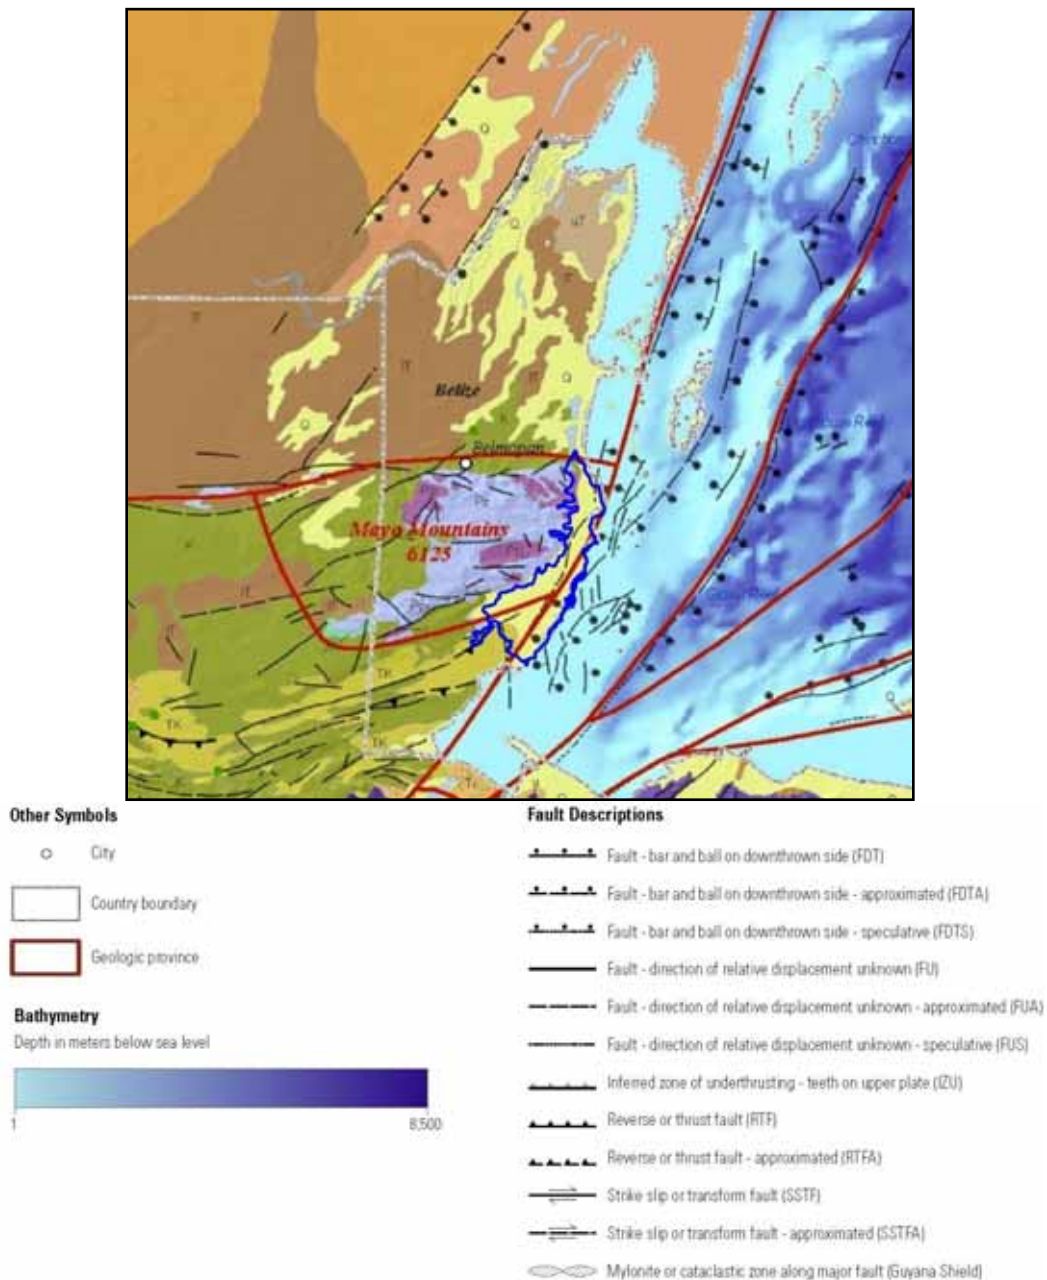 Q
Q
qT
Belize
Q
Q
Belmopan
Maya Mountains
6125
TK
TK
Q
Other Symbols
City
Country boundary
Geologic province
Bathymetry
Depth in meters below sea level
1
8,500
Fault Descriptions
Fault - bar and ball on downthrown side (FDT)
Fault - bar and ball on downthrown side - approximated (FDTA)
Fault - bar and ball on downthrown side - speculative (FDTS)
Fault - direction of relative displacement unknown (FU)
Fault - direction of relative displacement unknown - approximated (FUA)
Fault - direction of relative displacement unknown - speculative (FUS)
Inferred zone of underthrusting - teeth on upper plate (IZU)
Reverse or thrust fault (RTF)
Reverse or thrust fault - approximated (RTFA)
Strike slip or transform fault (SSTF)
Strike slip or transform fault - approximated (SSTFA)
Mylonite or cataclastic zone along major fault (Guyana Shield)